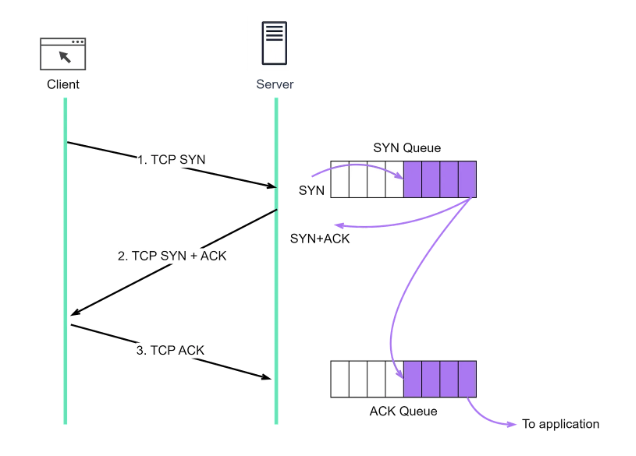 Client
Server
1. TCP SYN
SYN Queue
SYN
SYN+ACK
2. TCP SYN + ACK
3. TCP ACK
ACK Queue
To application